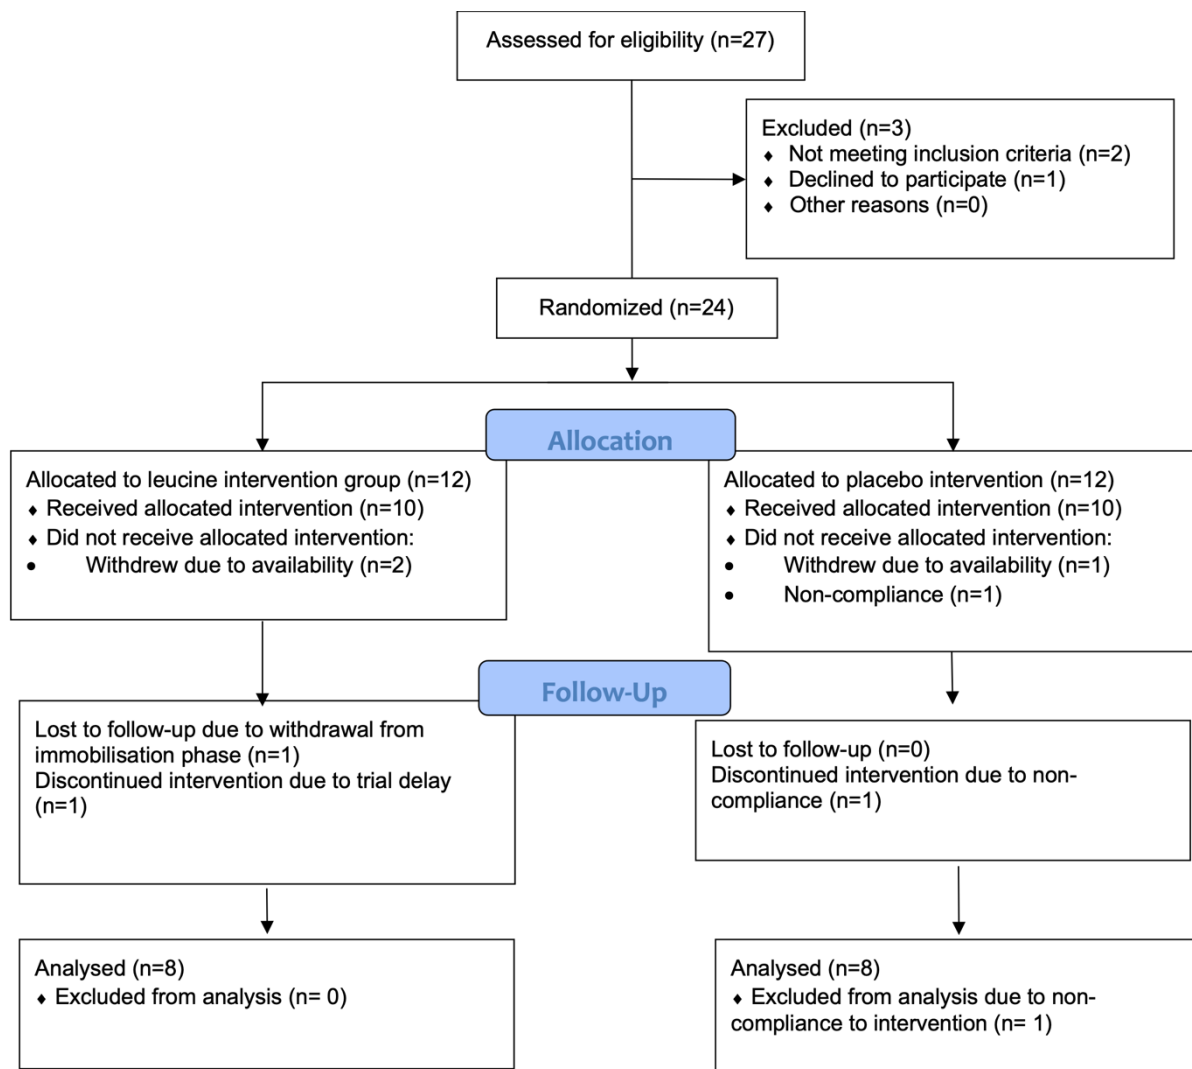 Assessed for eligibility (n=27)
Excluded (n=3)
♦ Not meeting inclusion criteria (n=2)
♦ Declined to participate (n=1)
♦ Other reasons (n=0)
Randomized (n=24)
Allocation
Allocated to leucine intervention group (n=12)
♦ Received allocated intervention (n=10)
♦ Did not receive allocated intervention:
• Withdrew due to availability (n=2)
Allocated to placebo intervention (n=12)
♦ Received allocated intervention (n=10)
♦ Did not receive allocated intervention:
• Withdrew due to availability (n=1)
• Non-compliance (n=1)
Follow-Up
Lost to follow-up due to withdrawal from
immobilisation phase (n=1)
Discontinued intervention due to trial delay
(n=1)
Lost to follow-up (n=0)
Discontinued intervention due to non-
compliance (n=1)
Analysed (n=8)
♦ Excluded from analysis (n= 0)
Analysed (n=8)
♦ Excluded from analysis due to non-
compliance to intervention (n= 1)